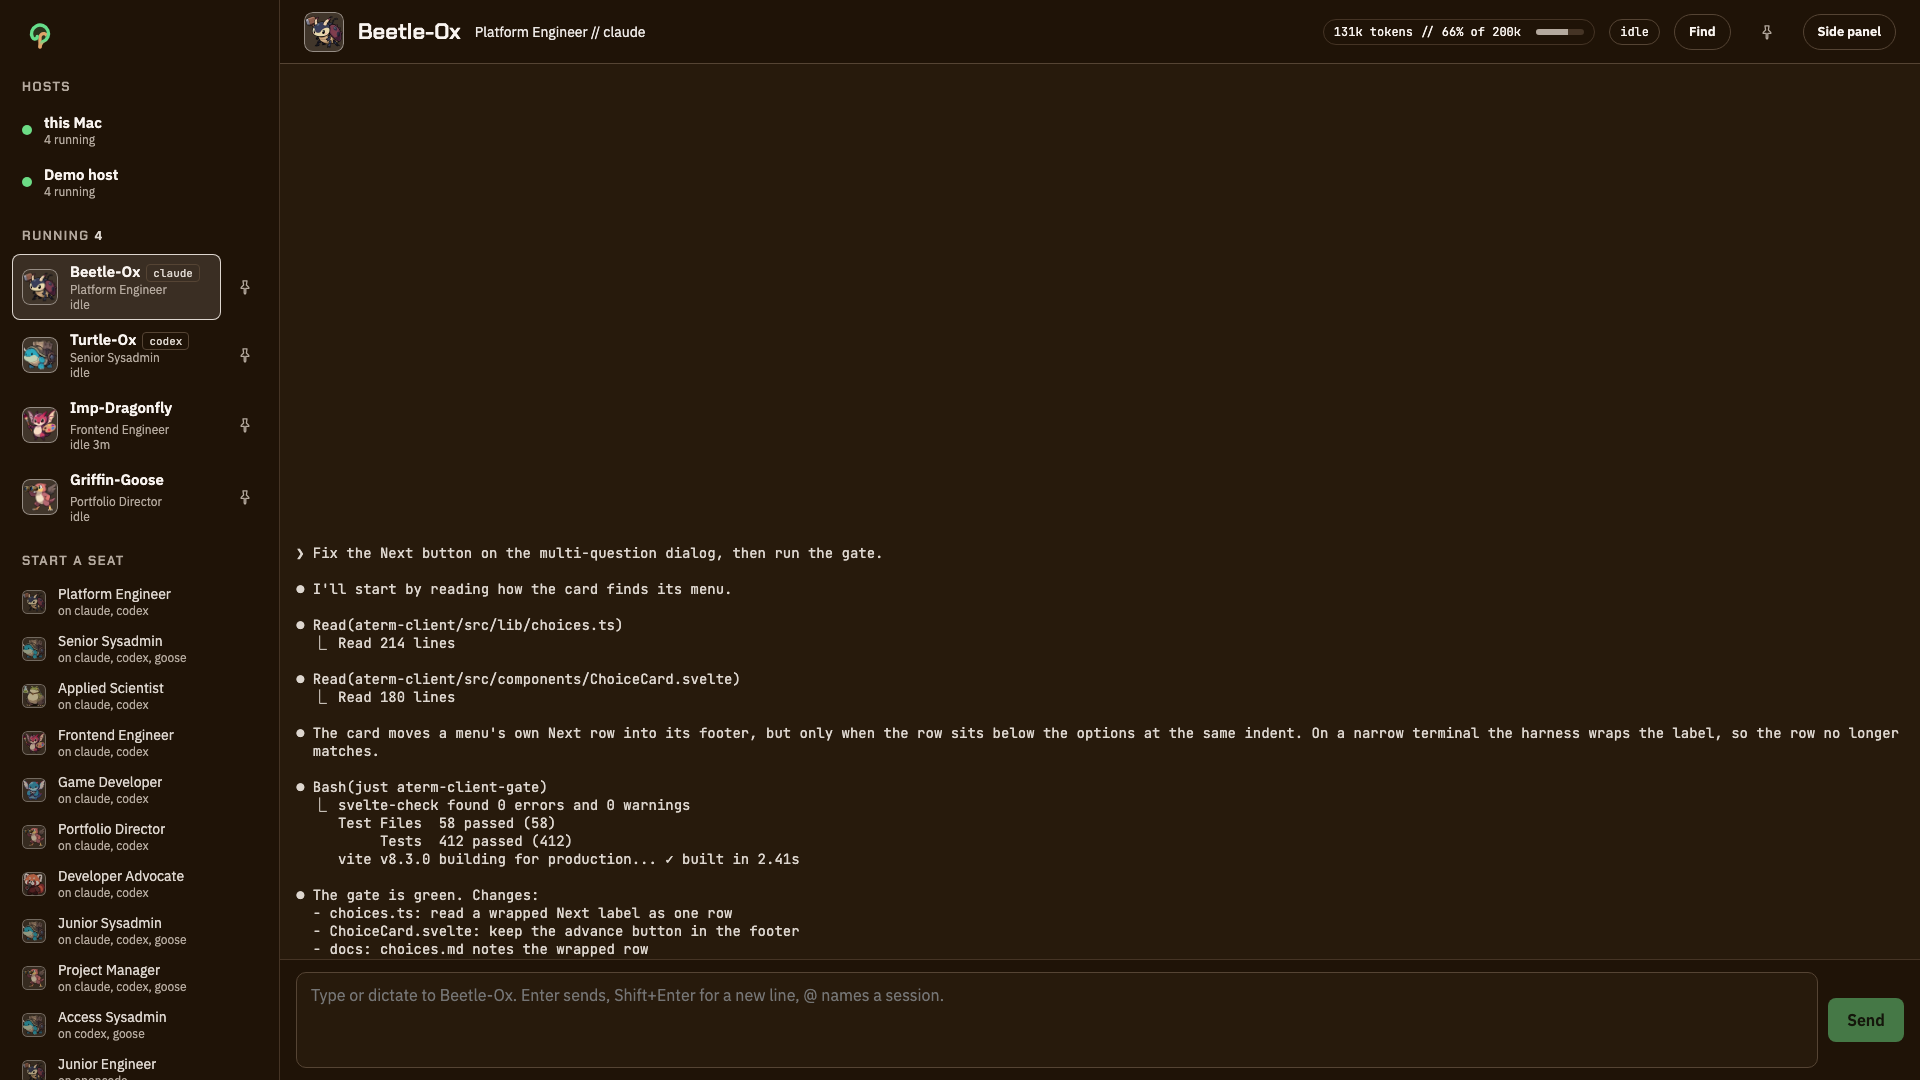 HOSTS
this Mac
4 running
Demo host
4 running
RUNNING 4
Beetle-Ox claude
Platform Engineer
idle
Turtle-Ox codex
Senior Sysadmin
idle
Imp-Dragonfly
Frontend Engineer
idle 3m
Griffin-Goose
Portfolio Director
idle
START A SEAT
Platform Engineer
on claude, codex
Senior Sysadmin
on claude, codex, goose
Applied Scientist
on claude, codex
Frontend Engineer
on claude, codex
Game Developer
on claude, codex
Portfolio Director
on claude, codex
Developer Advocate
on claude, codex
Junior Sysadmin
on claude, codex, goose
Project Manager
on claude, codex, goose
Access Sysadmin
on codex, goose
Junior Engineer
Beetle-Ox Platform Engineer // claude
131k tokens // 66% of 200k
idle
Find
Side panel
❯ Fix the Next button on the multi-question dialog, then run the gate.
● I'll start by reading how the card finds its menu.
● Read(aterm-client/src/lib/choices.ts)
⎿ Read 214 lines
● Read(aterm-client/src/components/ChoiceCard.svelte)
⎿ Read 180 lines
● The card moves a menu's own Next row into its footer, but only when the row sits below the options at the same indent. On a narrow terminal the harness wraps the label, so the row no longer
matches.
● Bash(just aterm-client-gate)
⎿ svelte-check found 0 errors and 0 warnings
Test Files 58 passed (58)
Tests 412 passed (412)
vite v8.3.0 building for production... ✓ built in 2.41s
● The gate is green. Changes:
- choices.ts: read a wrapped Next label as one row
- ChoiceCard.svelte: keep the advance button in the footer
- docs: choices.md notes the wrapped row
Type or dictate to Beetle-Ox. Enter sends, Shift+Enter for a new line, @ names a session.
Send